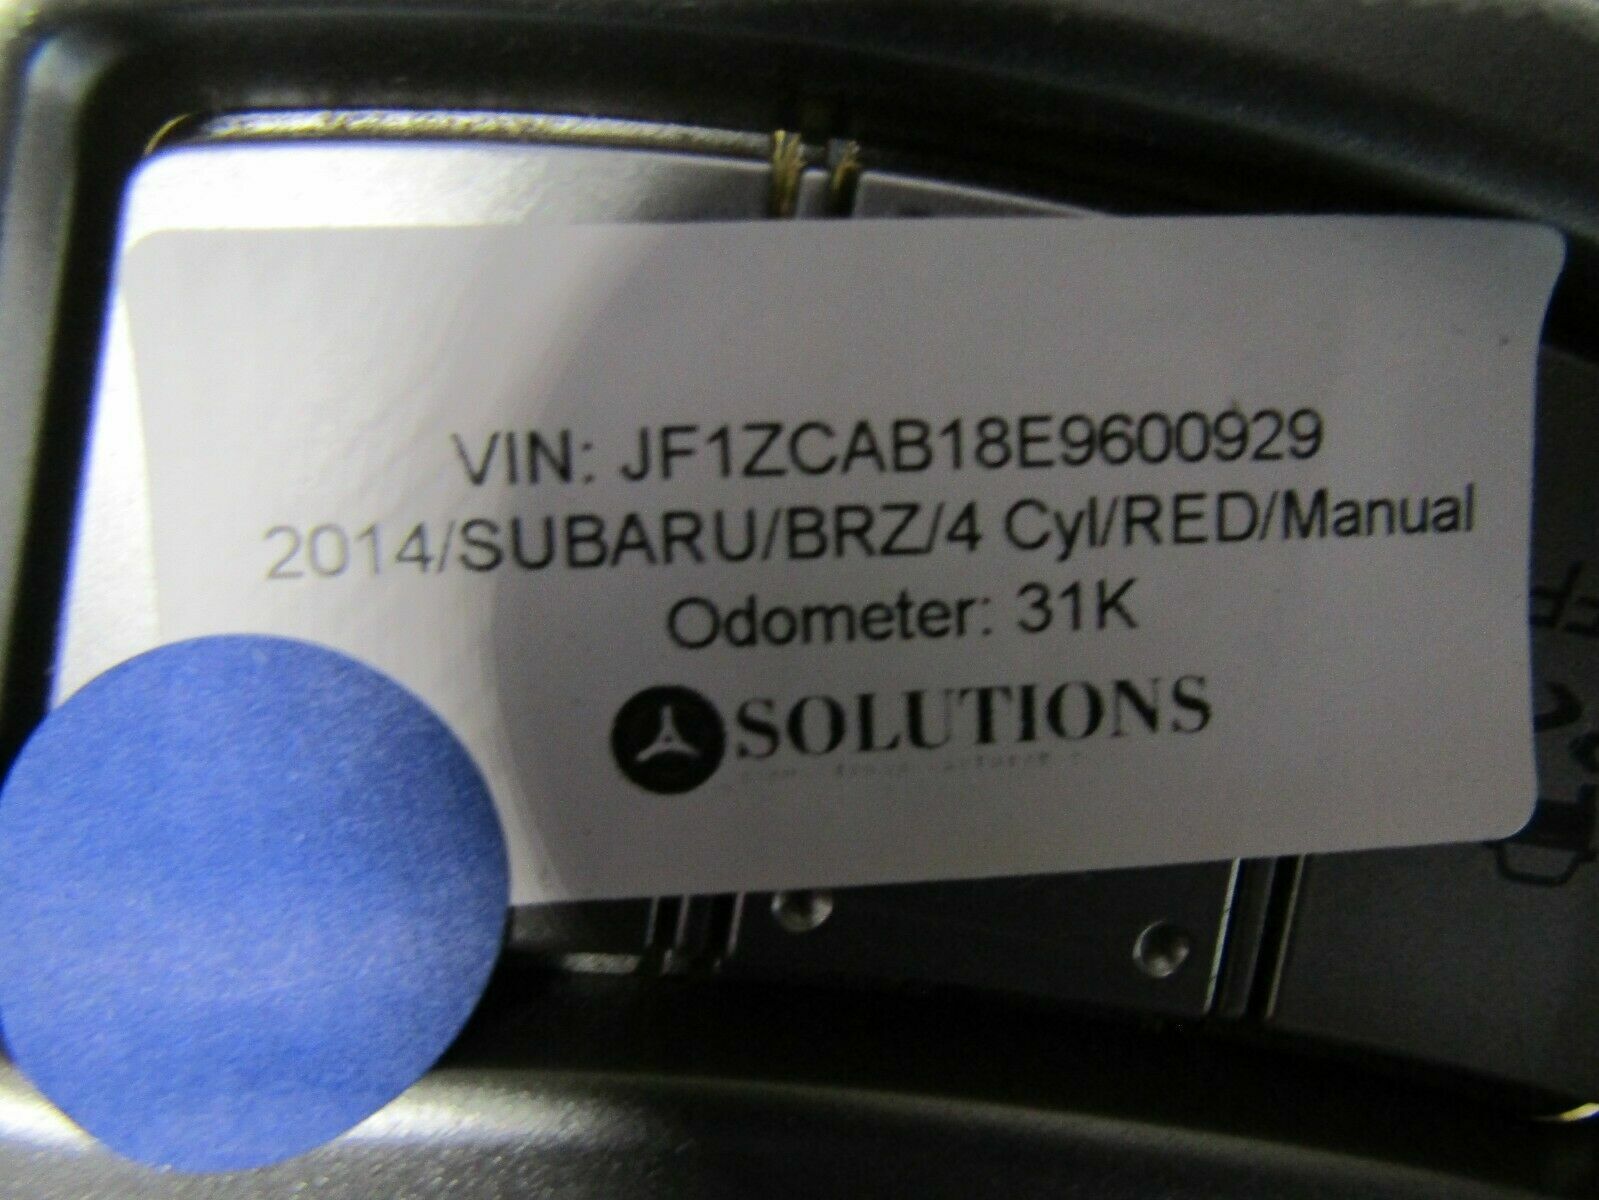 VIN: JF1ZCAB18E9600929
2014/SUBARU/BRZ/4 Cyl/RED/Manual
Odometer: 31K
SOLUTIONS